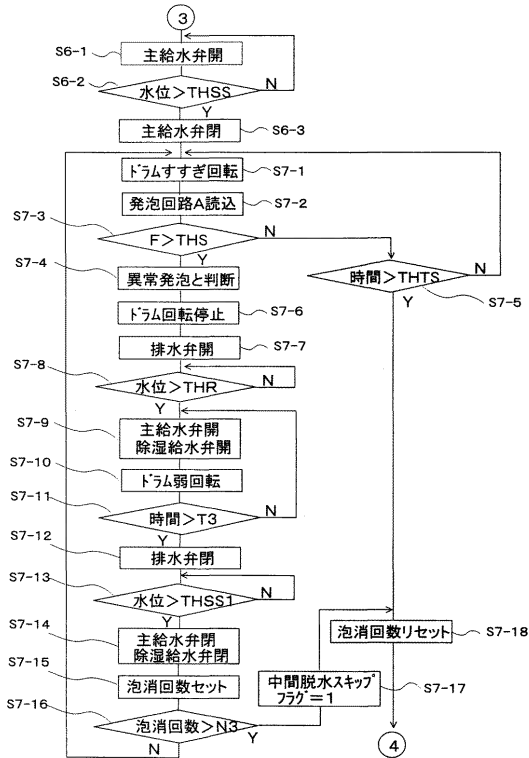 3
S6-1
主給水弁開
S6-2
水位>THSS
N
Y
主給水弁閉
S6-3
ドラムすすぎ回転
S7-1
発泡回路A読込
S7-2
S7-3
F>THS
N
Y
S7-4
異常発泡と判断
時間>THTS
N
Y
S7-5
ドラム回転停止
S7-6
排水弁開
S7-7
S7-8
水位>THR
N
Y
S7-9
主給水弁開
除湿給水弁開
S7-10
ドラム弱回転
S7-11
時間>T3
N
Y
S7-12
排水弁閉
S7-13
水位>THSS1
N
Y
S7-14
主給水弁閉
除湿給水弁閉
泡消回数リセット
S7-18
S7-15
泡消回数セット
中間脱水スキップ
フラグ=1
S7-17
S7-16
泡消回数>N3
Y
N
4